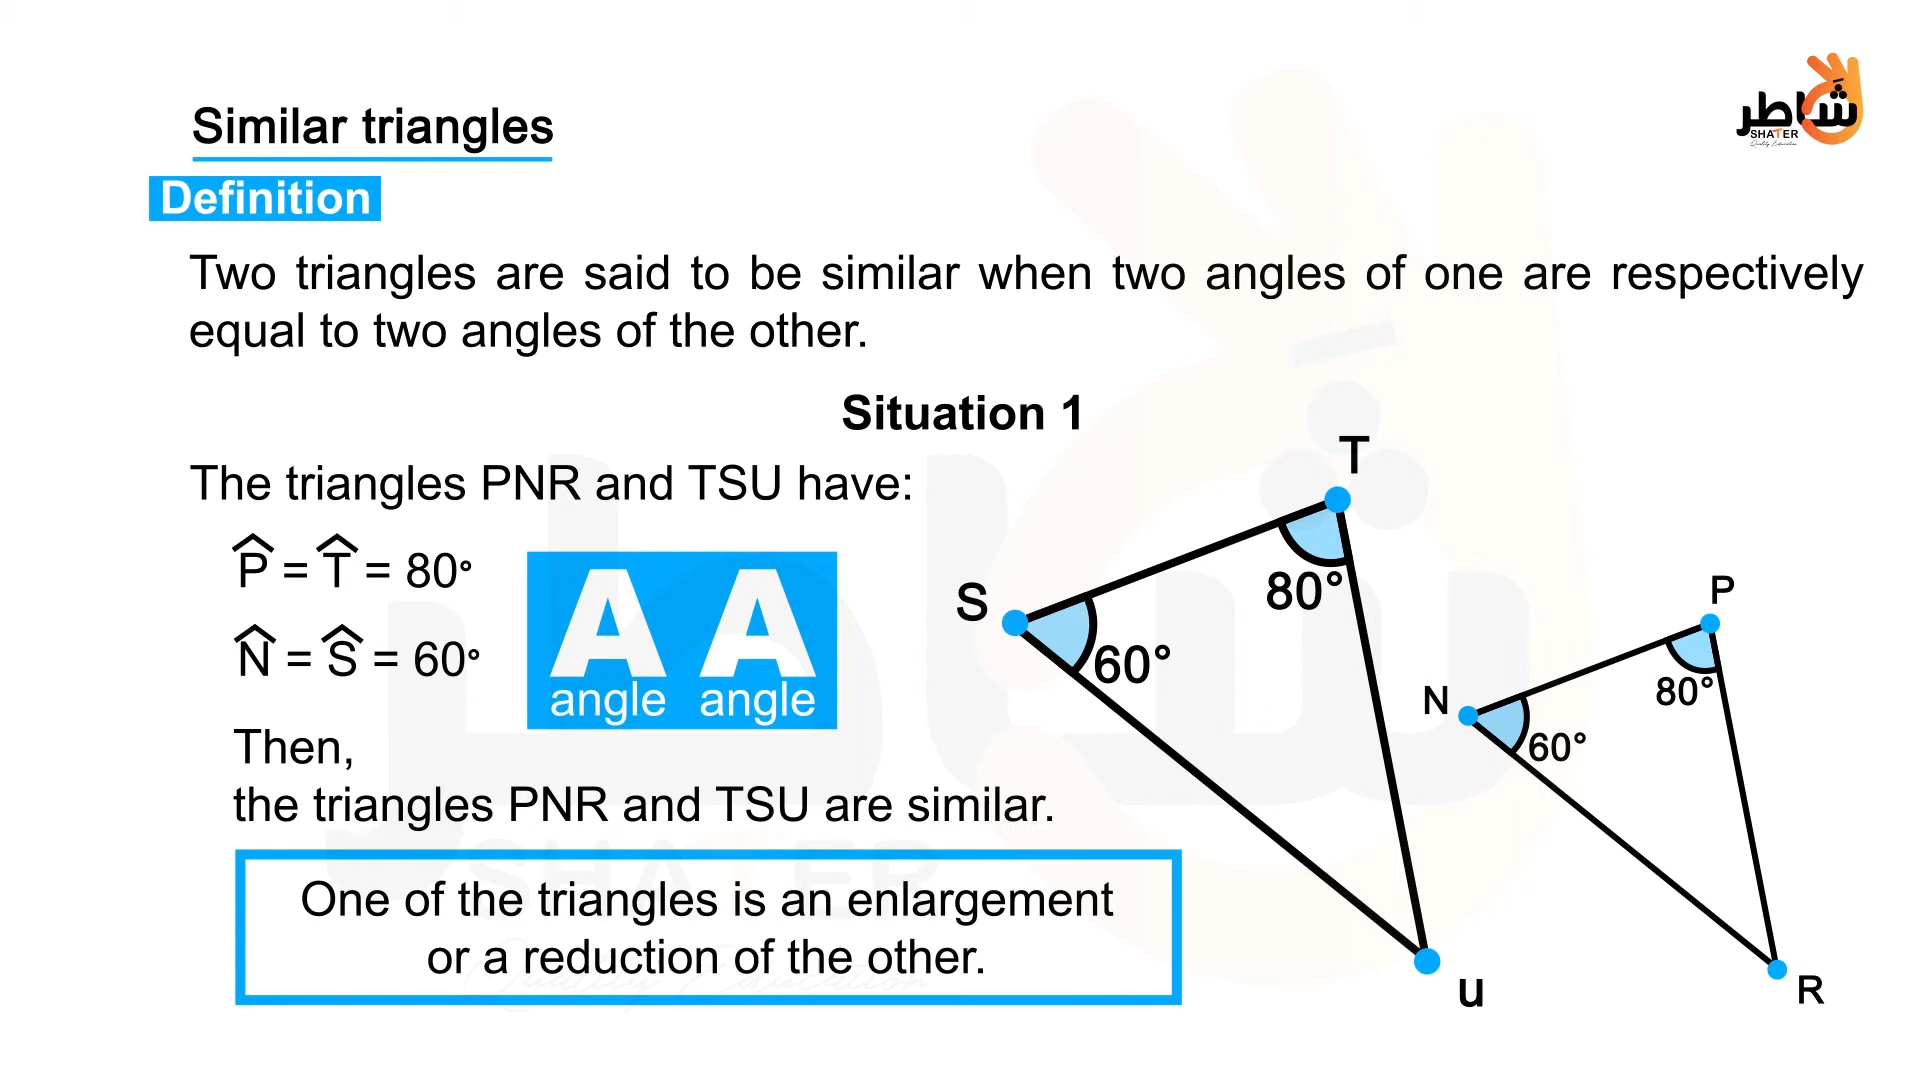 شاطر
SHATER
Quality Education
Similar triangles
Definition
Two triangles are said to be similar when two angles of one are respectively
equal to two angles of the other.
Situation 1
The triangles PNR and TSU have:
P̂ = T̂ = 80°
N̂ = Ŝ = 60°
A A
angle angle
Then,
the triangles PNR and TSU are similar.
One of the triangles is an enlargement
or a reduction of the other.
T
S
80°
60°
u
P
N
80°
60°
R